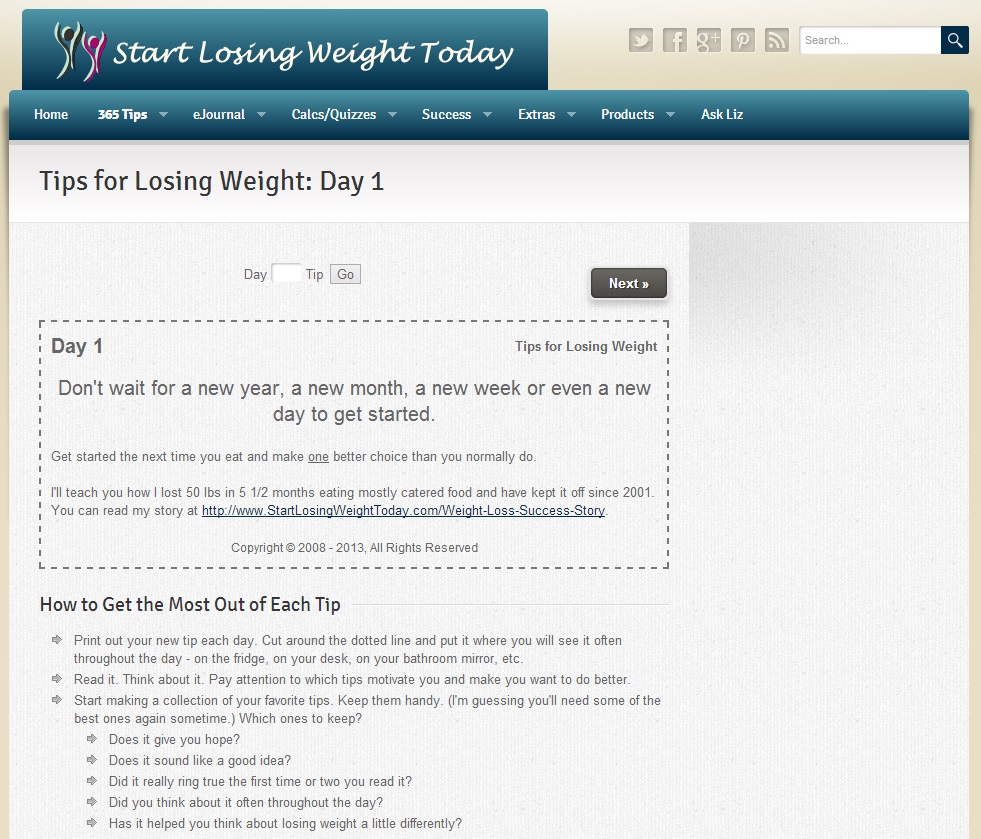 Start Losing Weight Today
Search...
Home 365 Tips eJournal Calcs/Quizzes Success Extras Products Ask Liz
Tips for Losing Weight: Day 1
Day Tip Go
Next »
Day 1
Tips for Losing Weight
Don't wait for a new year, a new month, a new week or even a new
day to get started.
Get started the next time you eat and make one better choice than you normally do.
I'll teach you how I lost 50 lbs in 5 1/2 months eating mostly catered food and have kept it off since 2001.
You can read my story at http://www.StartLosingWeightToday.com/Weight-Loss-Success-Story.
Copyright © 2008 - 2013, All Rights Reserved
How to Get the Most Out of Each Tip
Print out your new tip each day. Cut around the dotted line and put it where you will see it often
throughout the day - on the fridge, on your desk, on your bathroom mirror, etc.
Read it. Think about it. Pay attention to which tips motivate you and make you want to do better.
Start making a collection of your favorite tips. Keep them handy. (I'm guessing you'll need some of the
best ones again sometime.) Which ones to keep?
Does it give you hope?
Does it sound like a good idea?
Did it really ring true the first time or two you read it?
Did you think about it often throughout the day?
Has it helped you think about losing weight a little differently?